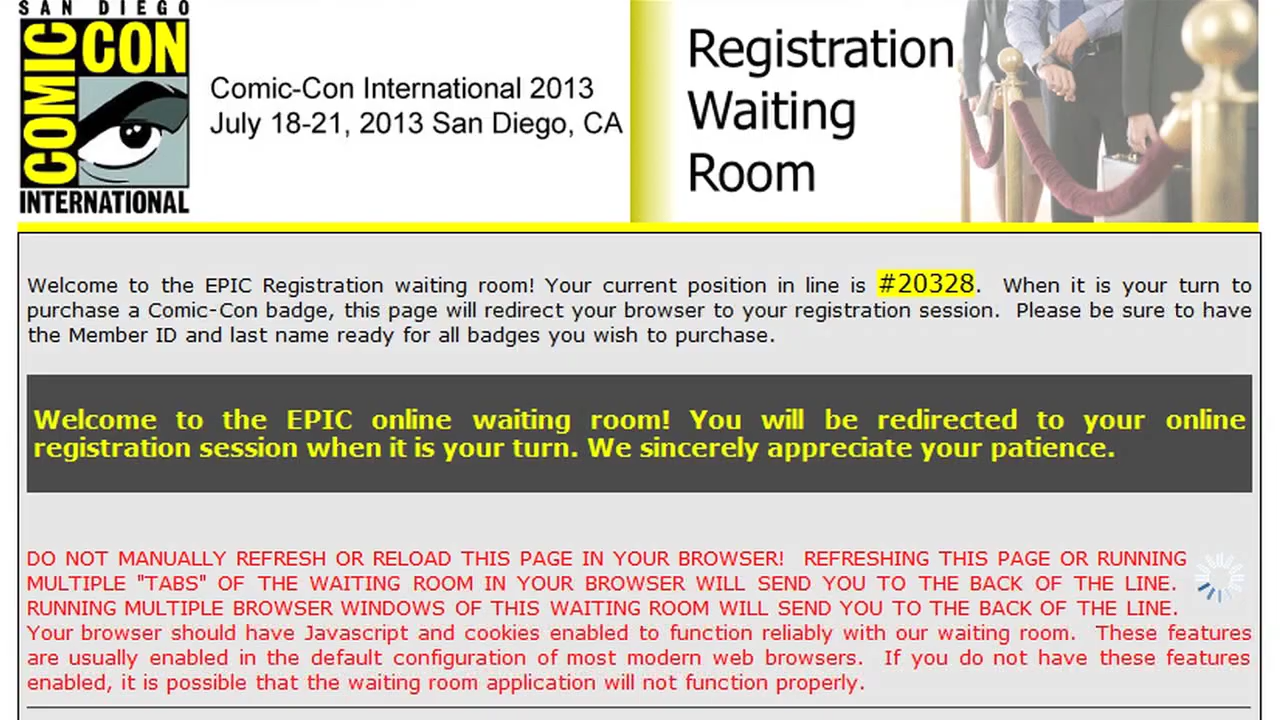 SAN DIEGO
COMIC CON
INTERNATIONAL
Comic-Con International 2013
July 18-21, 2013 San Diego, CA
Registration
Waiting
Room
Welcome to the EPIC Registration waiting room! Your current position in line is #20328. When it is your turn to
purchase a Comic-Con badge, this page will redirect your browser to your registration session. Please be sure to have
the Member ID and last name ready for all badges you wish to purchase.
Welcome to the EPIC online waiting room! You will be redirected to your online
registration session when it is your turn. We sincerely appreciate your patience.
DO NOT MANUALLY REFRESH OR RELOAD THIS PAGE IN YOUR BROWSER! REFRESHING THIS PAGE OR RUNNING
MULTIPLE "TABS" OF THE WAITING ROOM IN YOUR BROWSER WILL SEND YOU TO THE BACK OF THE LINE.
RUNNING MULTIPLE BROWSER WINDOWS OF THIS WAITING ROOM WILL SEND YOU TO THE BACK OF THE LINE.
Your browser should have Javascript and cookies enabled to function reliably with our waiting room. These features
are usually enabled in the default configuration of most modern web browsers. If you do not have these features
enabled, it is possible that the waiting room application will not function properly.